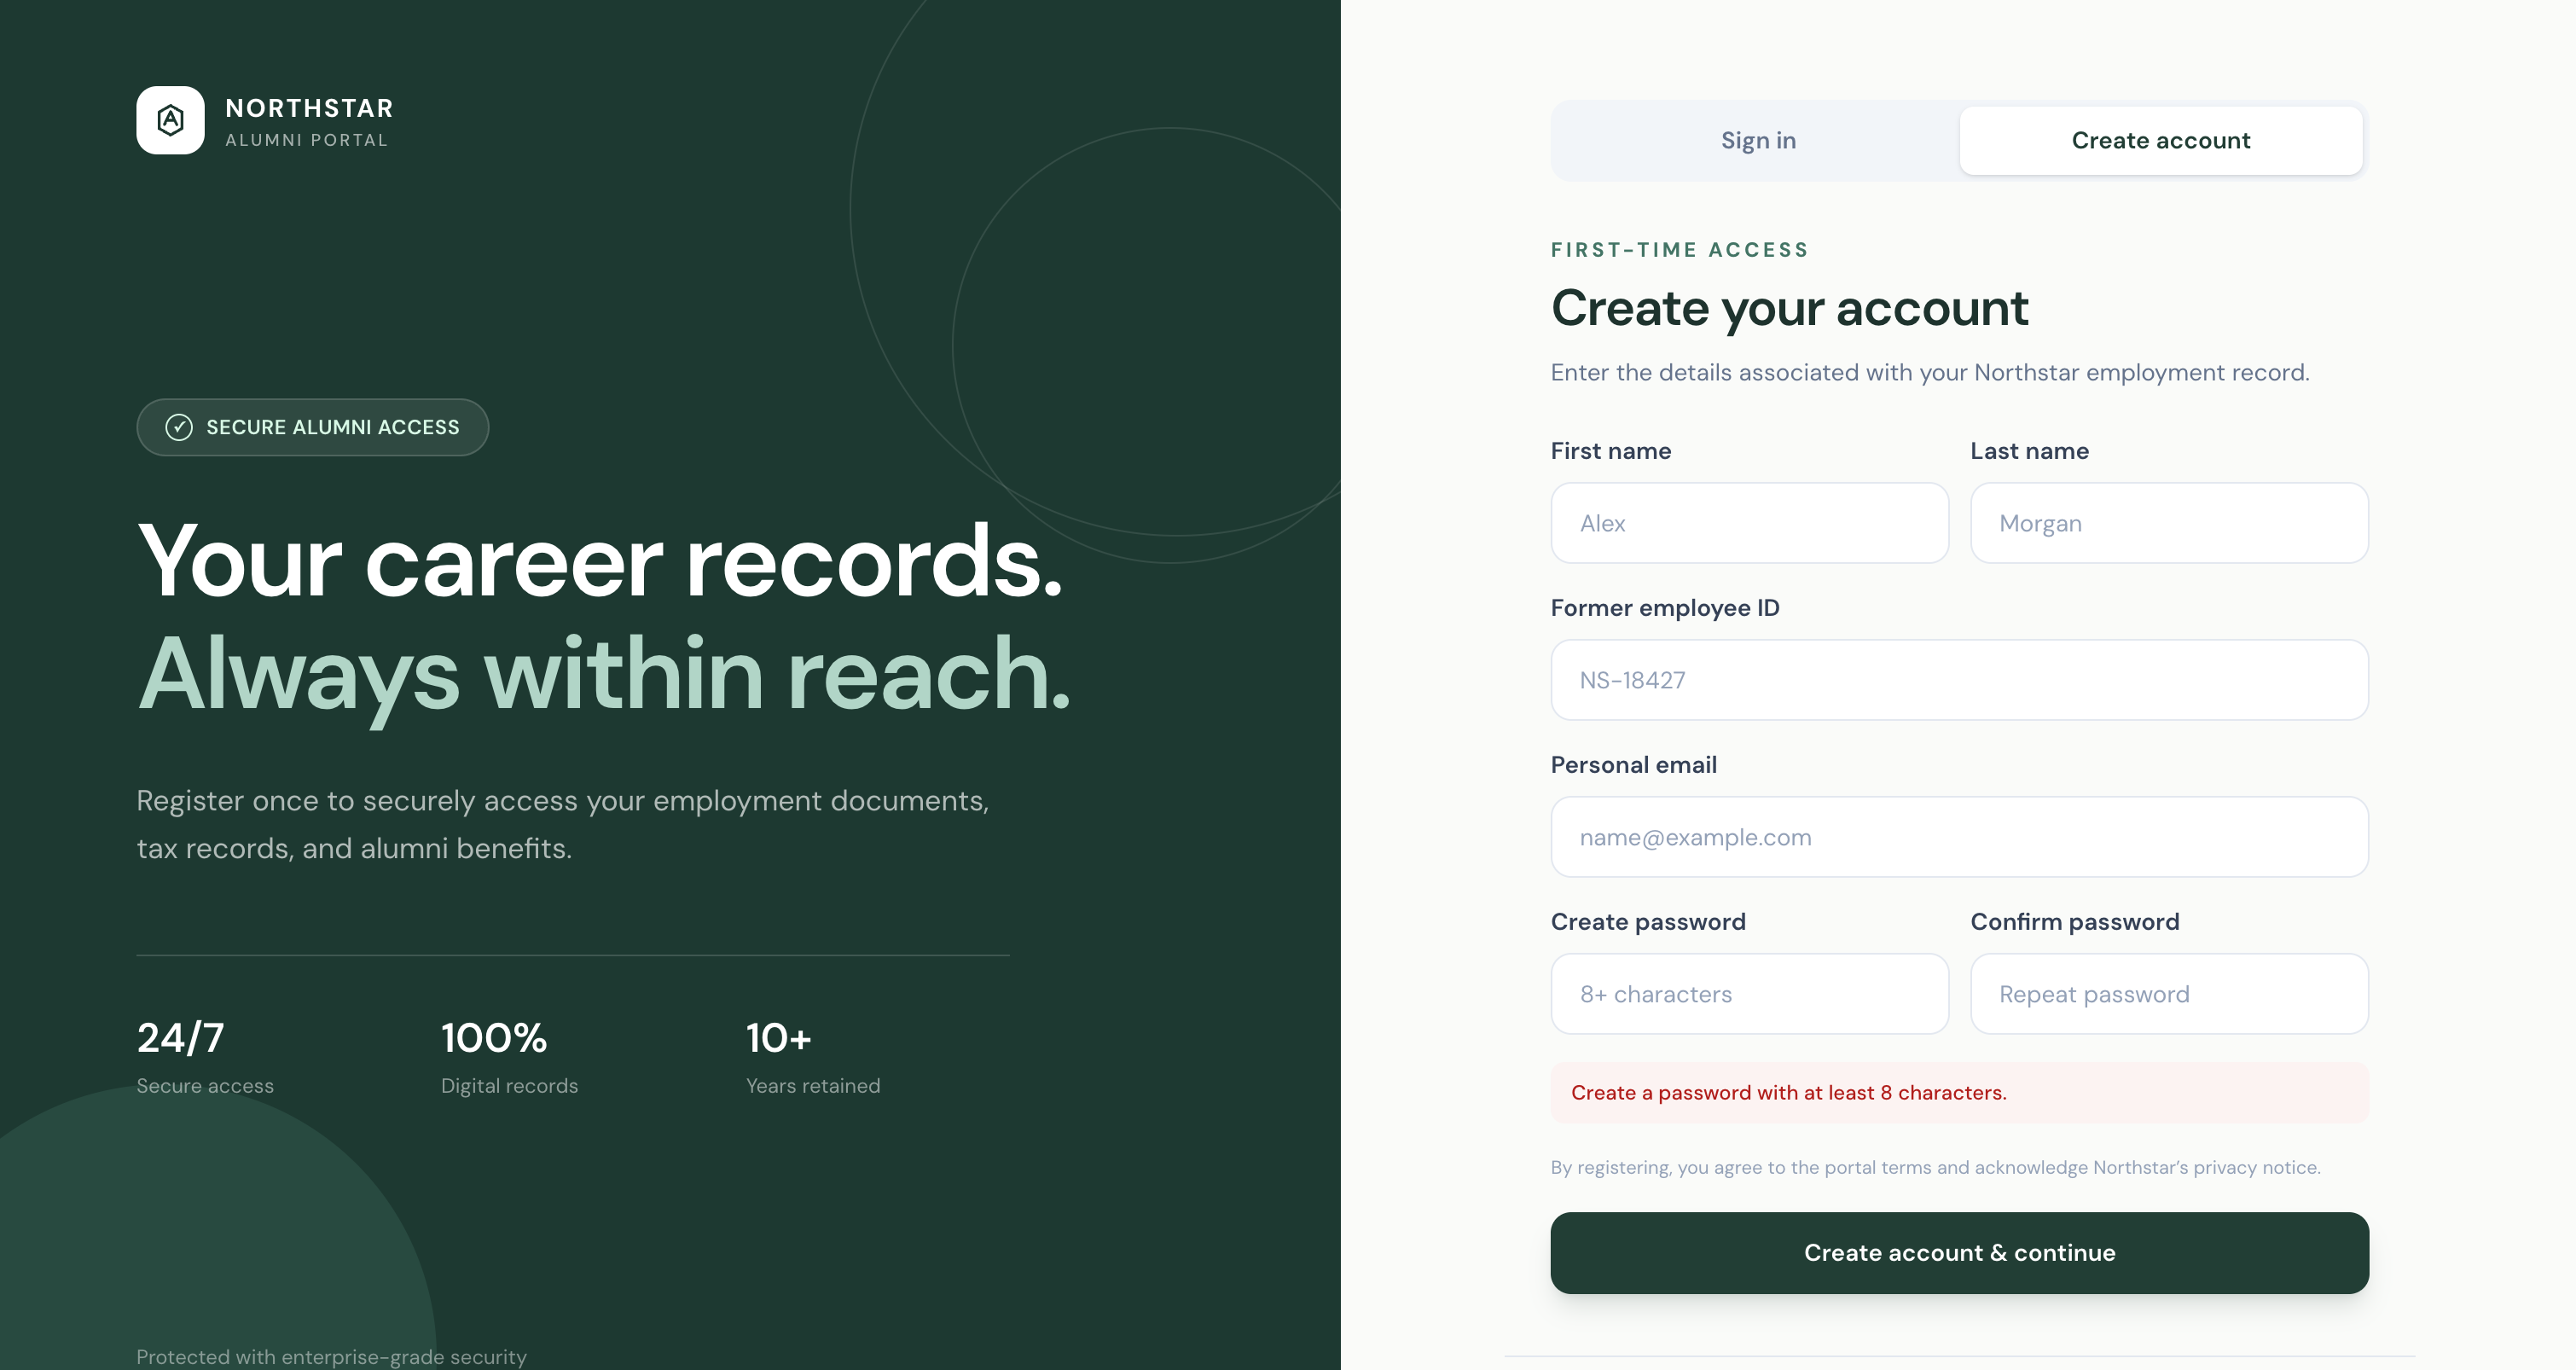 NORTHSTAR
ALUMNI PORTAL
SECURE ALUMNI ACCESS
Your career records.
Always within reach.
Register once to securely access your employment documents,
tax records, and alumni benefits.
24/7
Secure access
100%
Digital records
10+
Years retained
Protected with enterprise-grade security
Sign in
Create account
FIRST-TIME ACCESS
Create your account
Enter the details associated with your Northstar employment record.
First name
Last name
Alex
Morgan
Former employee ID
NS-18427
Personal email
name@example.com
Create password
Confirm password
8+ characters
Repeat password
Create a password with at least 8 characters.
By registering, you agree to the portal terms and acknowledge Northstar’s privacy notice.
Create account & continue